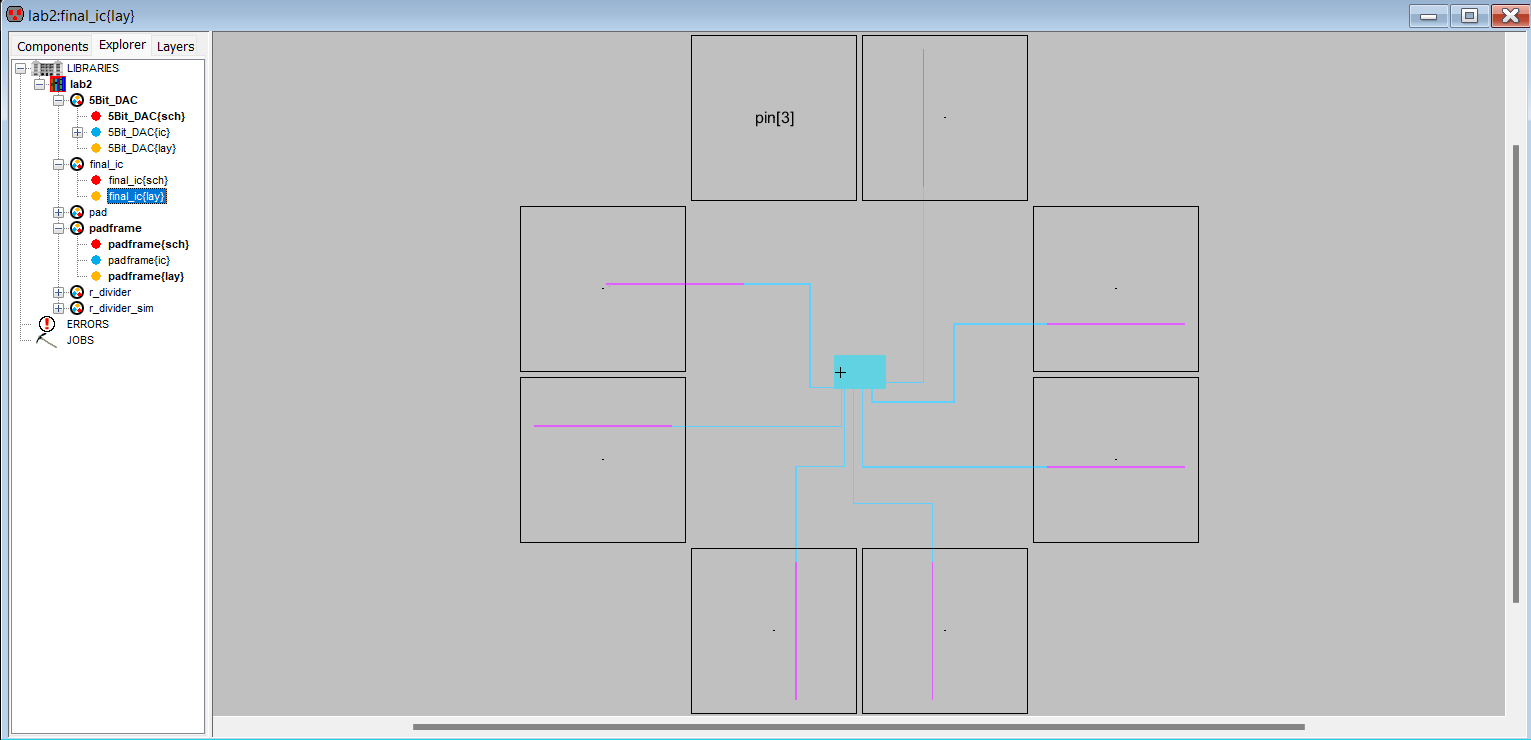 lab2:final_ic{lay}
Components Explorer Layers
LIBRARIES
lab2
5Bit_DAC
5Bit_DAC{sch}
5Bit_DAC{ic}
5Bit_DAC{lay}
final_ic
final_ic{sch}
final_ic{lay}
pad
padframe
padframe{sch}
padframe{ic}
padframe{lay}
r_divider
r_divider_sim
ERRORS
JOBS
pin[3]